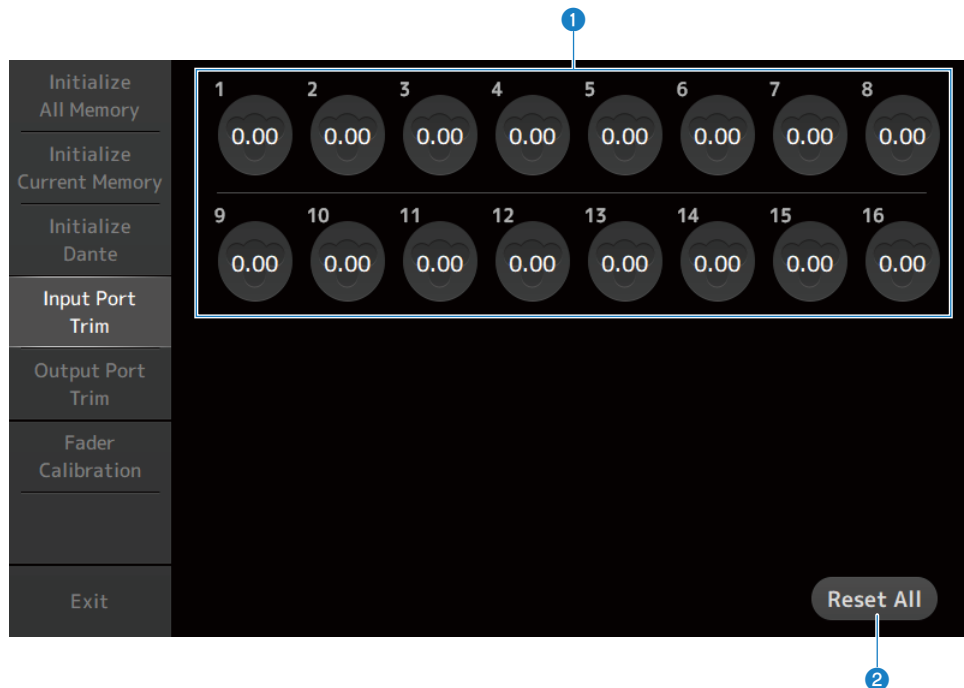 1
Initialize
All Memory
Initialize
Current Memory
Initialize
Dante
Input Port
Trim
Output Port
Trim
Fader
Calibration
Exit
1 2 3 4 5 6 7 8
0.00 0.00 0.00 0.00 0.00 0.00 0.00 0.00
9 10 11 12 13 14 15 16
0.00 0.00 0.00 0.00 0.00 0.00 0.00 0.00
Reset All
2